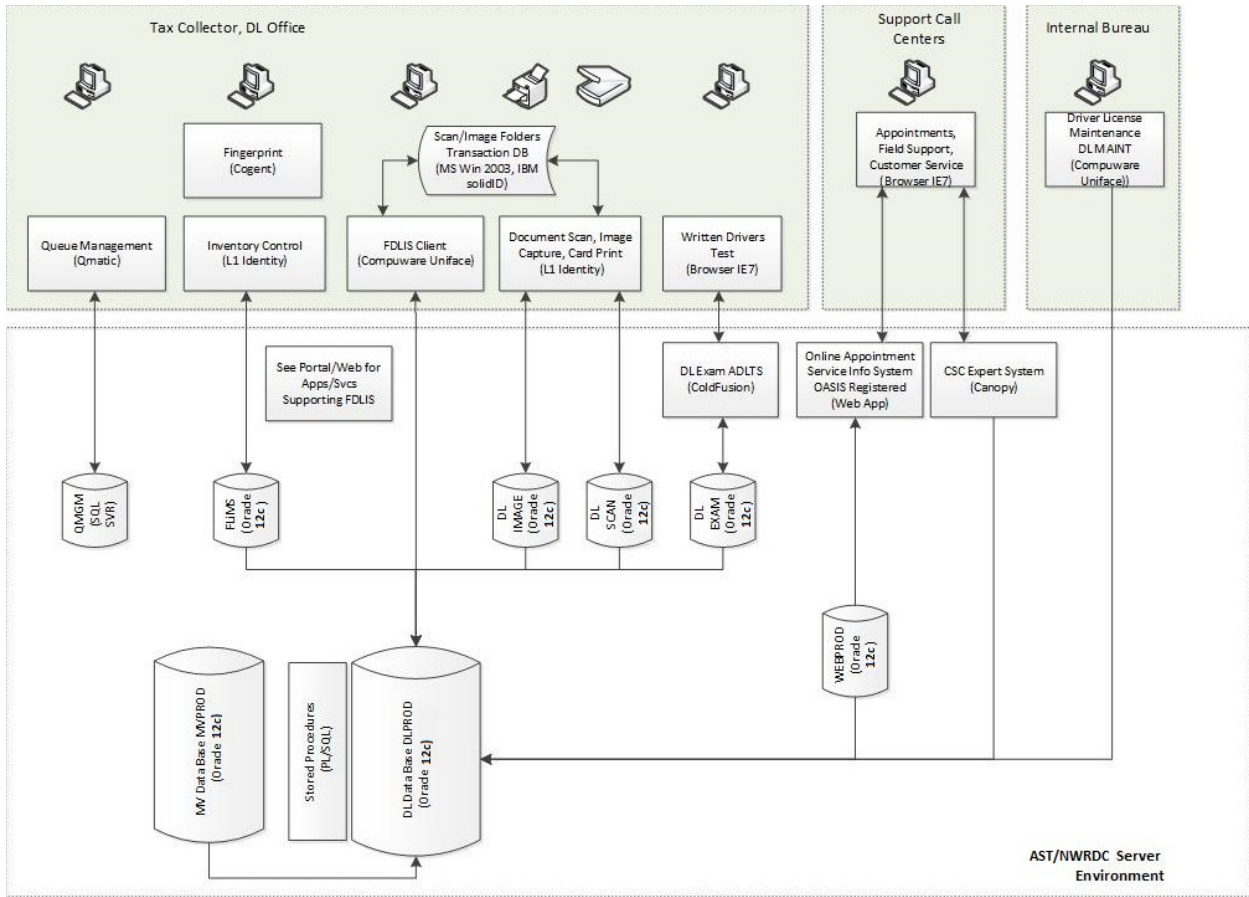 Tax Collector, DL Office
Support Call
Centers
Internal Bureau
Fingerprint
(Cogent)
Scan/Image Folders
Transaction DB
(MS Win 2003, IBM
solidID)
Appointments,
Field Support,
Customer Service
(Browser IE7)
Driver License
Maintenance
DL MAINT
(Compuware
Uniface))
Queue Management
(Qmatic)
Inventory Control
(L1 Identity)
FDLIS Client
(Compuware Uniface)
Document Scan, Image
Capture, Card Print
(L1 Identity)
Written Drivers
Test
(Browser IE7)
See Portal/Web for
Apps/Svcs
Supporting FDLIS
DL Exam ADLTS
(ColdFusion)
Online Appointment
Service Info System
OASIS Registered
(Web App)
CSC Expert System
(Canopy)
QMGM
(SQL
SVR)
FLiMS
(Oracle
12c )
DL
IMAGE
(Oracle
12c)
DL
SCAN
(Oracle
12c)
DL
EXAM
(Oracle
12c )
WEBPROD
(Oracle
12c)
MV Data Base MVPROD
(Oracle 12c)
Stored Procedures
(PL/SQL)
DL Data Base DLPROD
(Oracle 12c)
AST/NWRDC Server
Environment